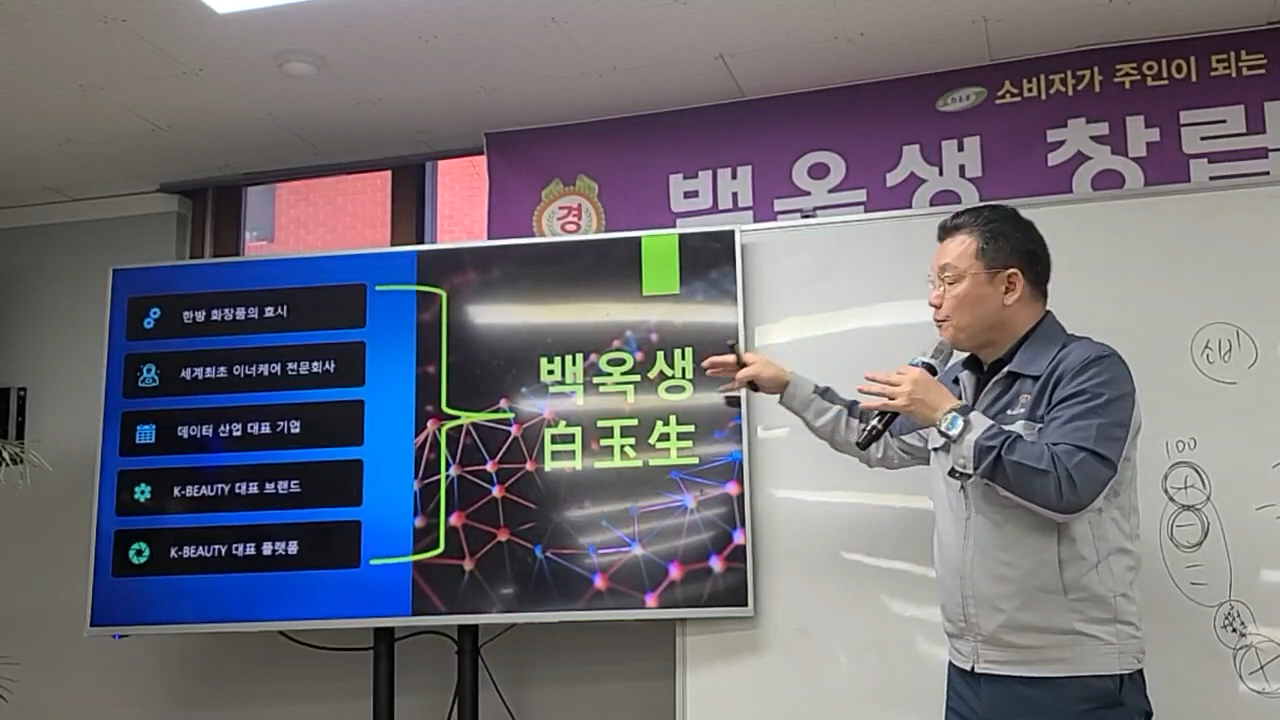 소비자가 주인이 되는
경 백옥생 창립
한방 화장품의 효시
세계최초 이너케어 전문회사
데이터 산업 대표 기업
K-BEAUTY 대표 브랜드
K-BEAUTY 대표 플랫폼
백옥생
白玉生
100